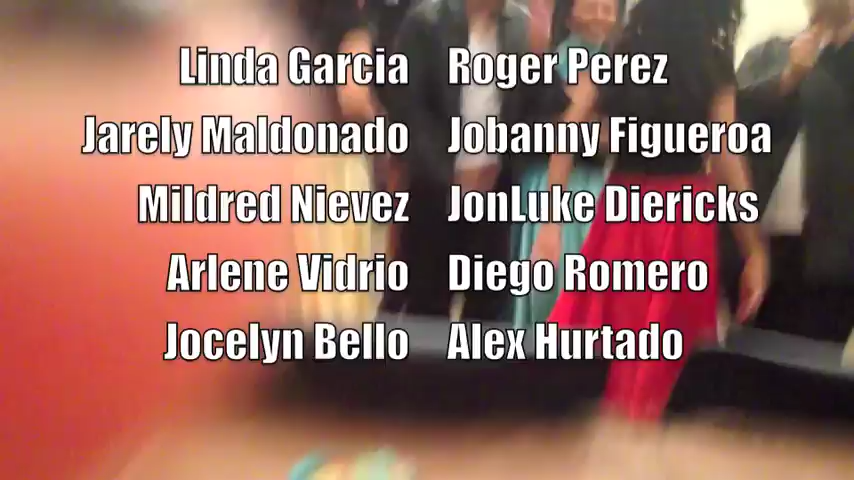 Linda Garcia Roger Perez
Jarely Maldonado Jobanny Figueroa
Mildred Nievez JonLuke Diericks
Arlene Vidrio Diego Romero
Jocelyn Bello Alex Hurtado